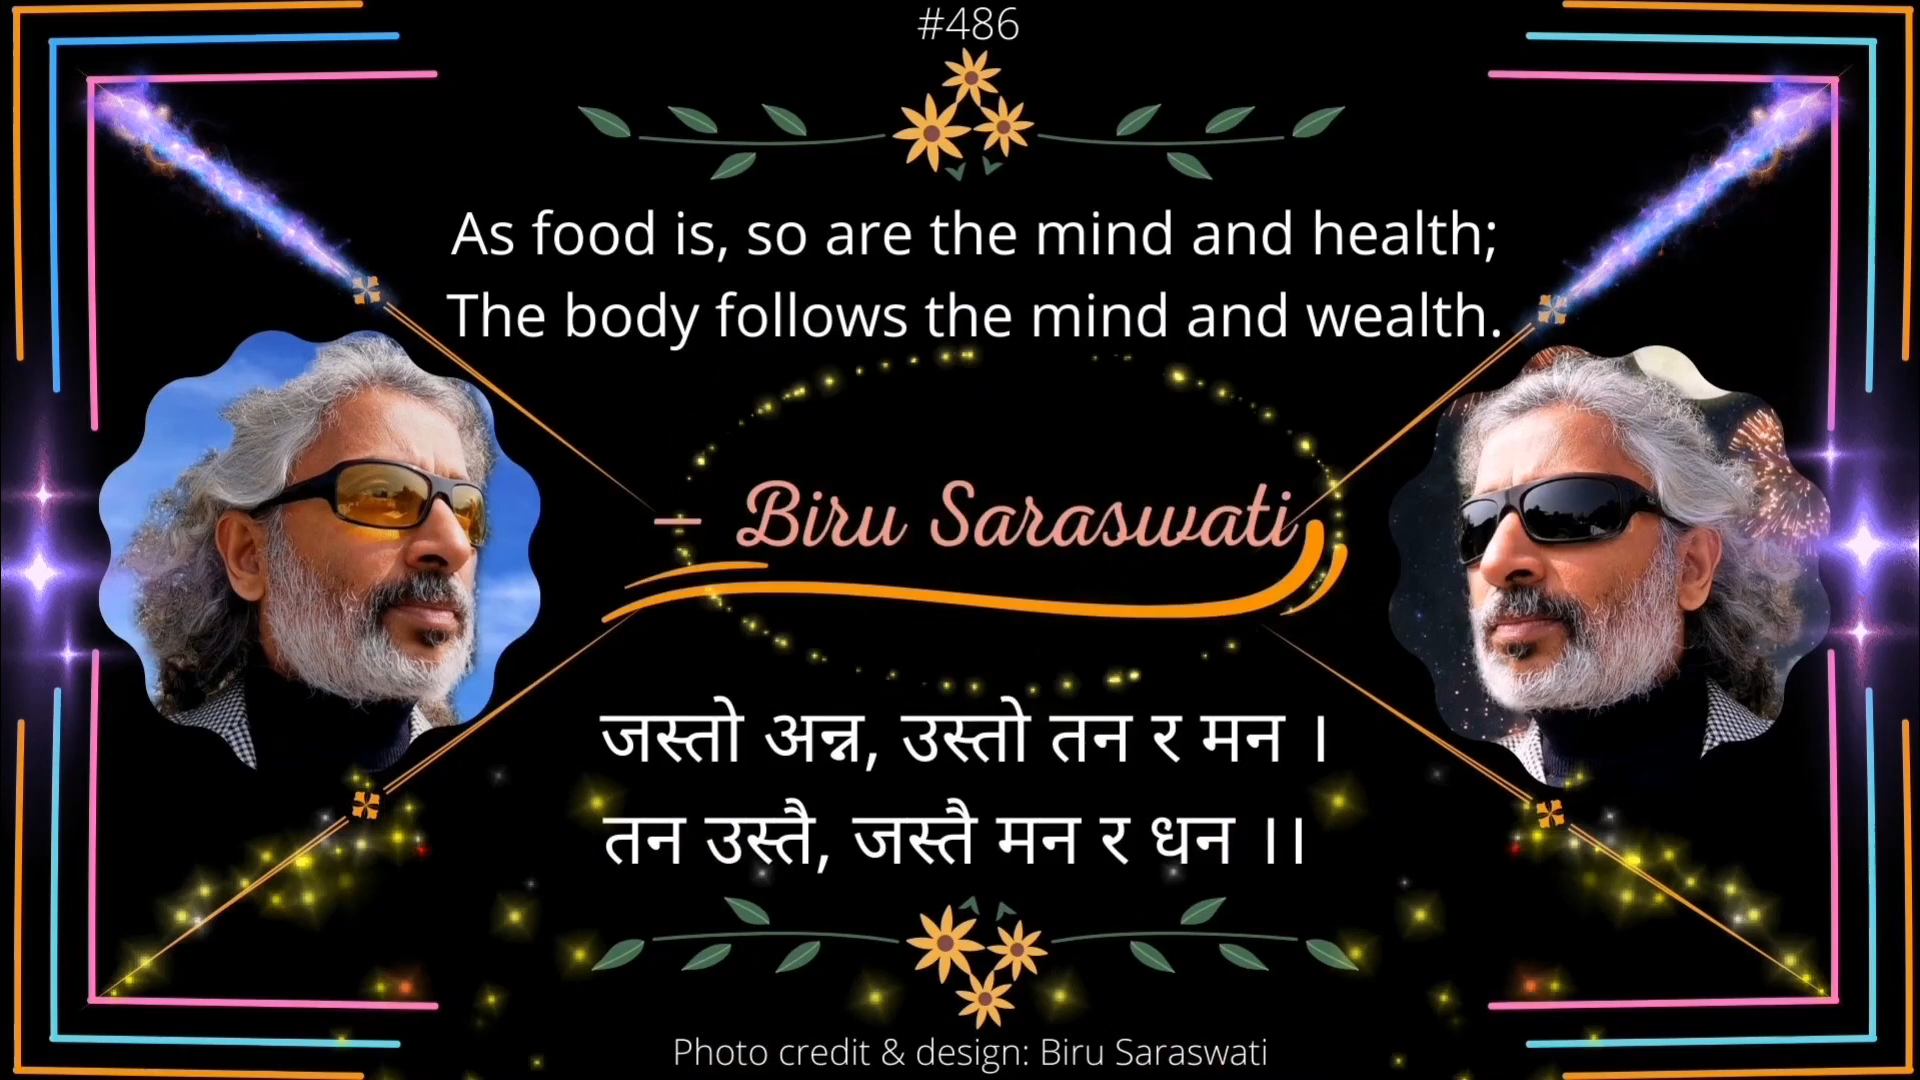 #486
As food is, so are the mind and health;
The body follows the mind and wealth.
– Biru Saraswati
जस्तो अन्न, उस्तो तन र मन ।
तन उस्तै, जस्तै मन र धन ।।
Photo credit & design: Biru Saraswati